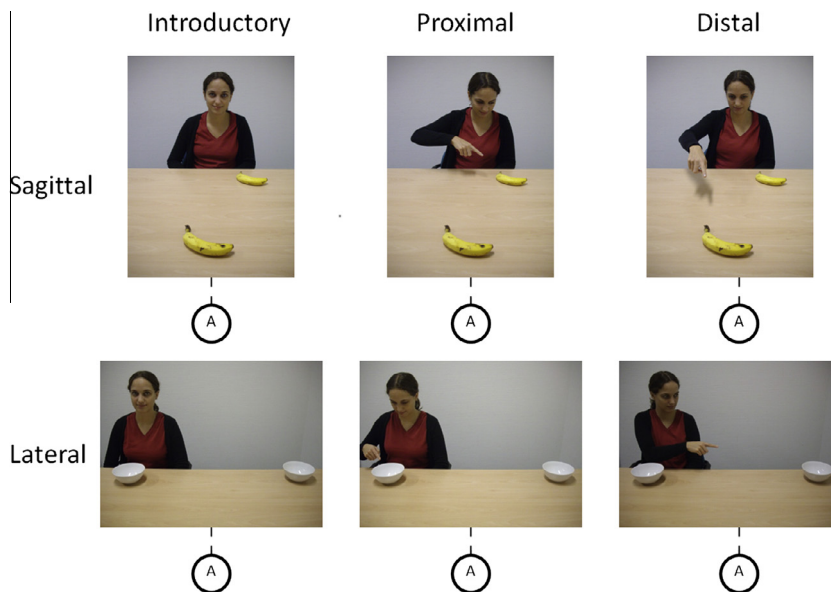 Introductory Proximal Distal
Sagittal
A A A
Lateral
A A A